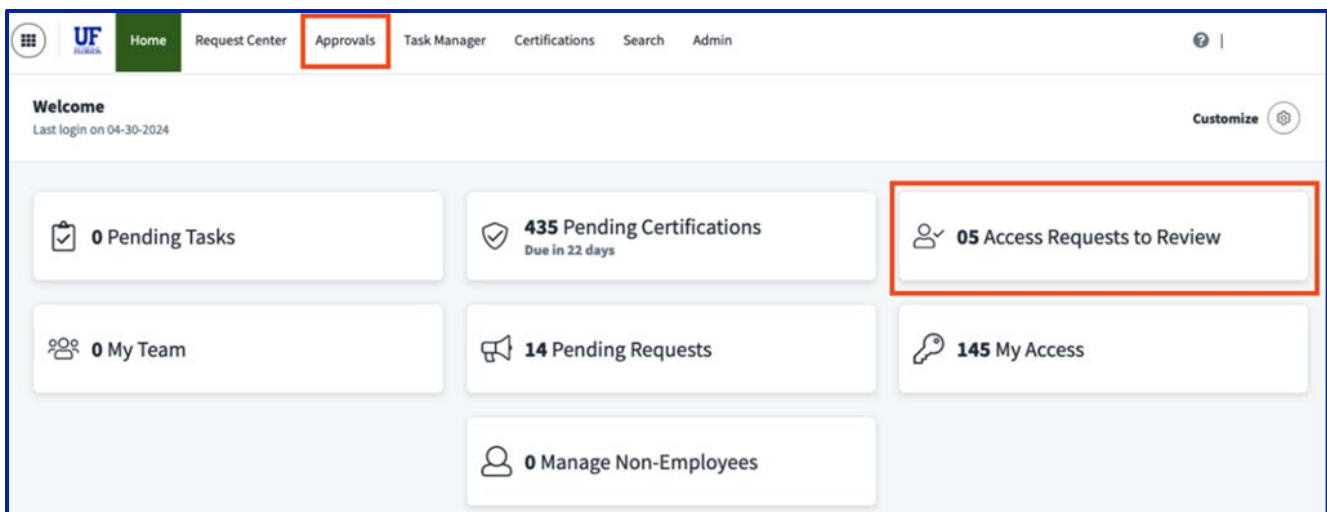 UF
FLORIDA
Home
Request Center
Approvals
Task Manager
Certifications
Search
Admin
Welcome
Last login on 04-30-2024
Customize
0 Pending Tasks
435 Pending Certifications
Due in 22 days
05 Access Requests to Review
0 My Team
14 Pending Requests
145 My Access
0 Manage Non-Employees